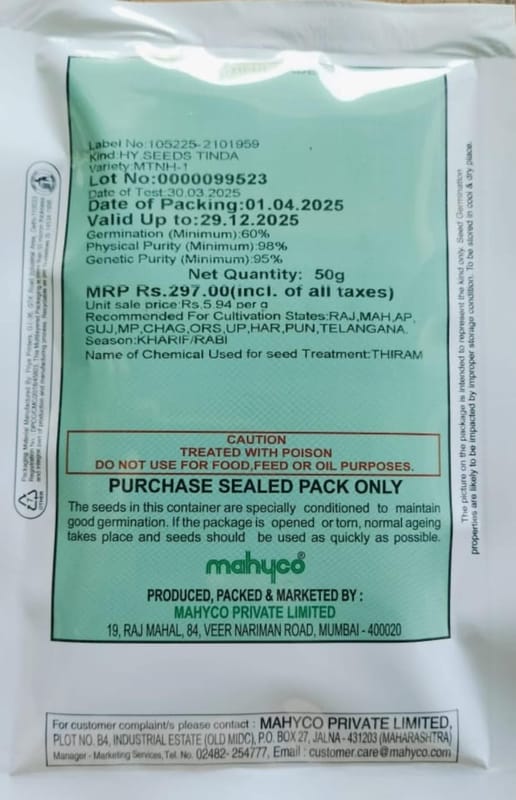 Label No:105225-2101959
Kind:HY.SEEDS TINDA
Variety:MTNH-1
Lot No:0000099523
Date of Test:30.03.2025
Date of Packing:01.04.2025
Valid Up to:29.12.2025
Germination (Minimum):60%
Physical Purity (Minimum):98%
Genetic Purity (Minimum):95%
Net Quantity: 50g
MRP Rs.297.00(incl. of all taxes)
Unit sale price:Rs.5.94 per g
Recommended For Cultivation States:RAJ,MAH,AP,
GUJ,MP,CHAG,ORS,UP,HAR,PUN,TELANGANA.
Season:KHARIF/RABI
Name of Chemical Used for seed Treatment:THIRAM
CAUTION
TREATED WITH POISON
DO NOT USE FOR FOOD,FEED OR OIL PURPOSES.
PURCHASE SEALED PACK ONLY
The seeds in this container are specially conditioned to maintain
good germination. If the package is opened or torn, normal ageing
takes place and seeds should be used as quickly as possible.
mahyco
PRODUCED, PACKED & MARKETED BY :
MAHYCO PRIVATE LIMITED
19, RAJ MAHAL, 84, VEER NARIMAN ROAD, MUMBAI - 400020
For customer complaint/s please contact : MAHYCO PRIVATE LIMITED,
PLOT NO. B4, INDUSTRIAL ESTATE (OLD MIDC), P.O. BOX 27, JALNA - 431203 (MAHARASHTRA)
Manager - Marketing Services, Tel. No. 02482- 254777, Email : customer.care@mahyco.com
The picture on the package is intended to represent the kind only. Seed Germination
properties are likely to be impacted by improper storage condition. To be stored in cool & dry place.
Packaging Material Manufactured By:
7
OTHER